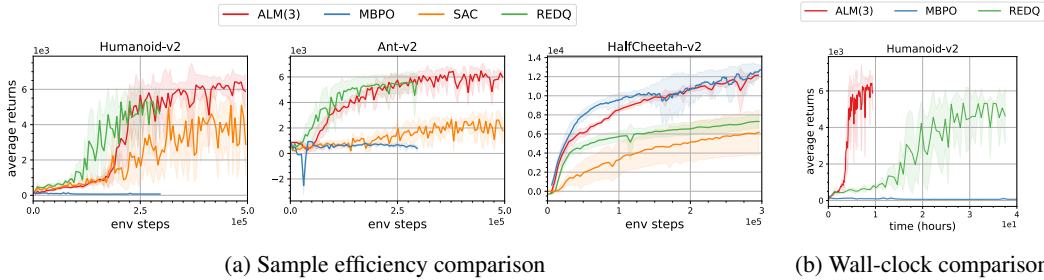 ALM(3) MBPO SAC REDQ
ALM(3) MBPO REDQ
Humanoid-v2
1e3
average returns
6
4
2
0
0.0 2.5 5.0
1e5
env steps
Ant-v2
1e3
6
4
2
0
−2
0.0 2.5 5.0
1e5
env steps
HalfCheetah-v2
1e4
1.4
1.2
1.0
0.8
0.6
0.4
0.2
0.0
0 1 2 3
1e5
env steps
Humanoid-v2
1e3
average returns
6
4
2
0
0 1 2 3 4
1e1
time (hours)
(a) Sample efficiency comparison
(b) Wall-clock comparison